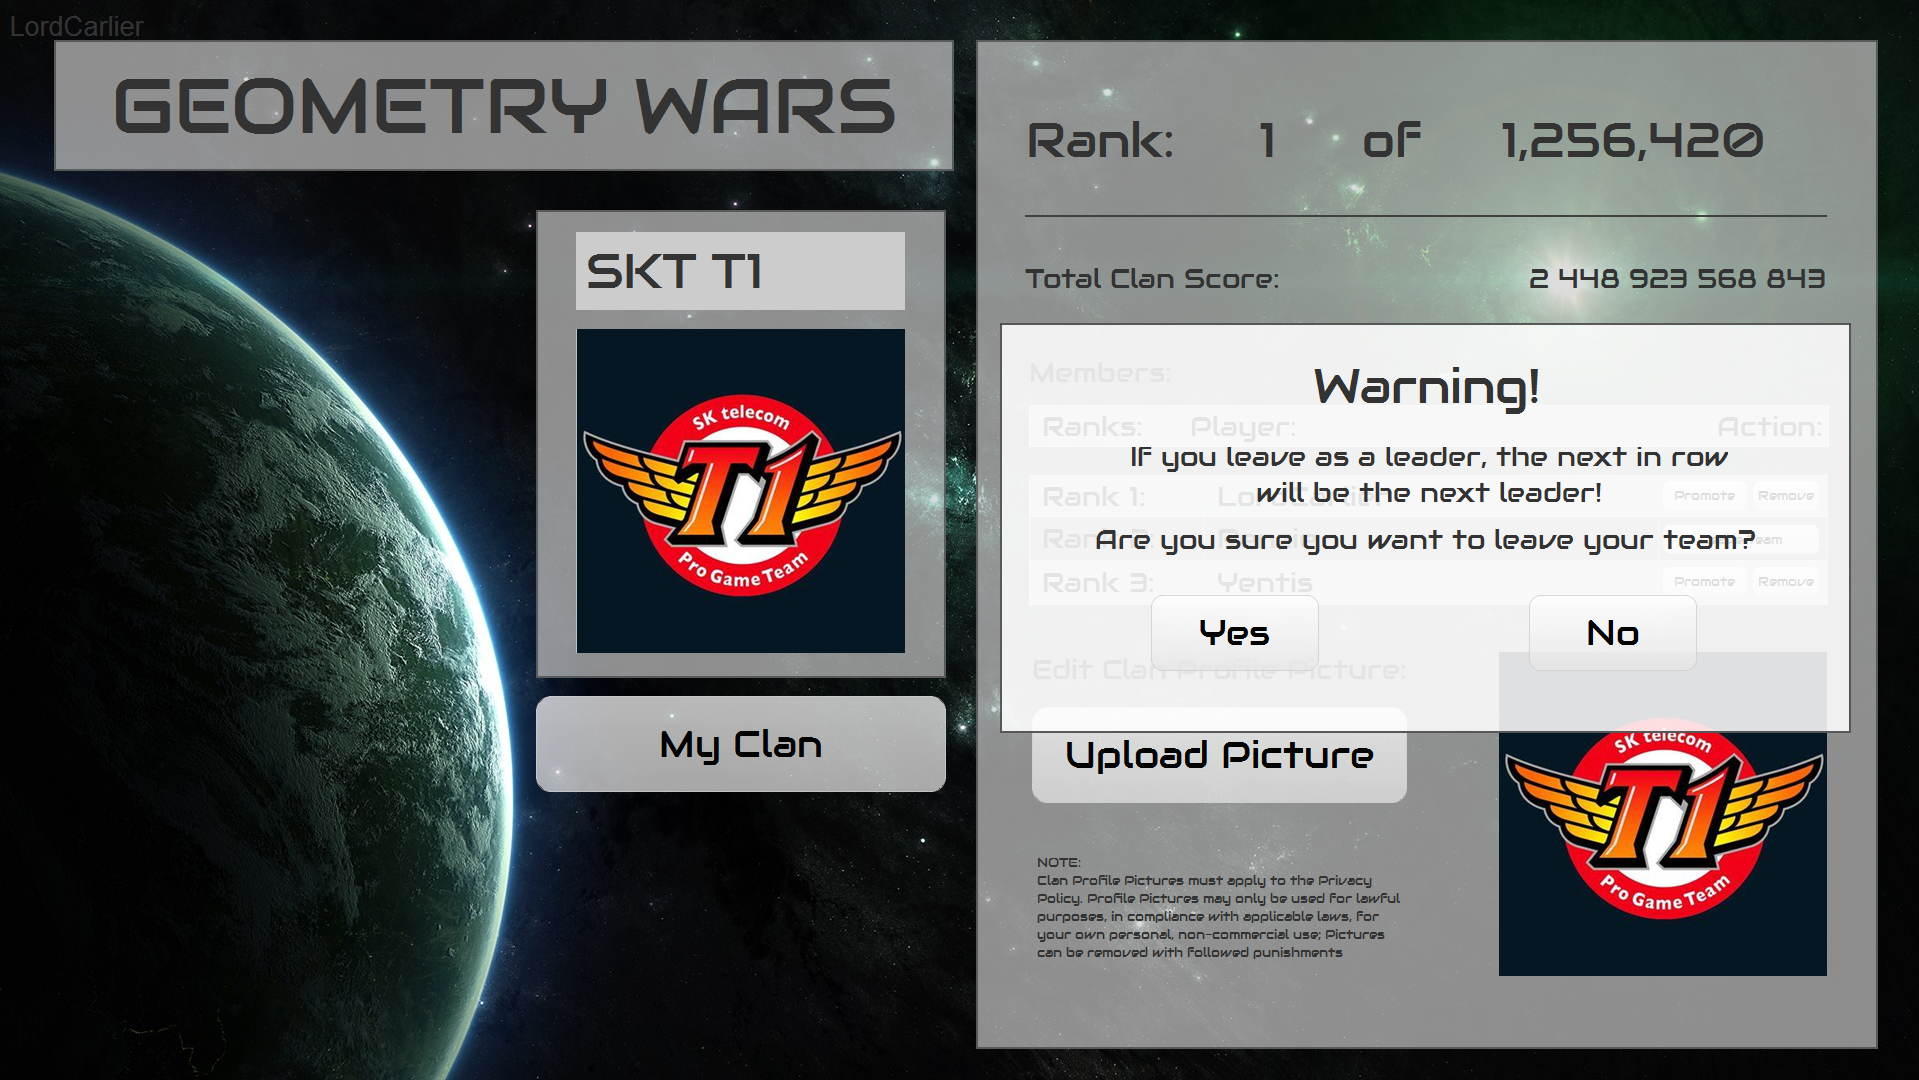 LordCarlier
GEOMETRY WARS
SKT T1
SK telecom
T1
Pro Game Team
My Clan
Rank: 1 of 1,256,420
Total Clan Score: 2 448 923 568 843
Members:
Warning!
Ranks: Player: Action:
If you leave as a leader, the next in row
will be the next leader!
Rank 1: LordCarlier Promote Remove
Are you sure you want to leave your team?
Rank 3: Yentis Promote Remove
Yes No
Edit Clan Profile Picture:
Upload Picture
SK telecom
T1
Pro Game Team
NOTE:
Clan Profile Pictures must apply to the Privacy
Policy. Profile Pictures may only be used for lawful
purposes, in compliance with applicable laws, for
your own personal, non-commercial use; Pictures
can be removed with followed punishments